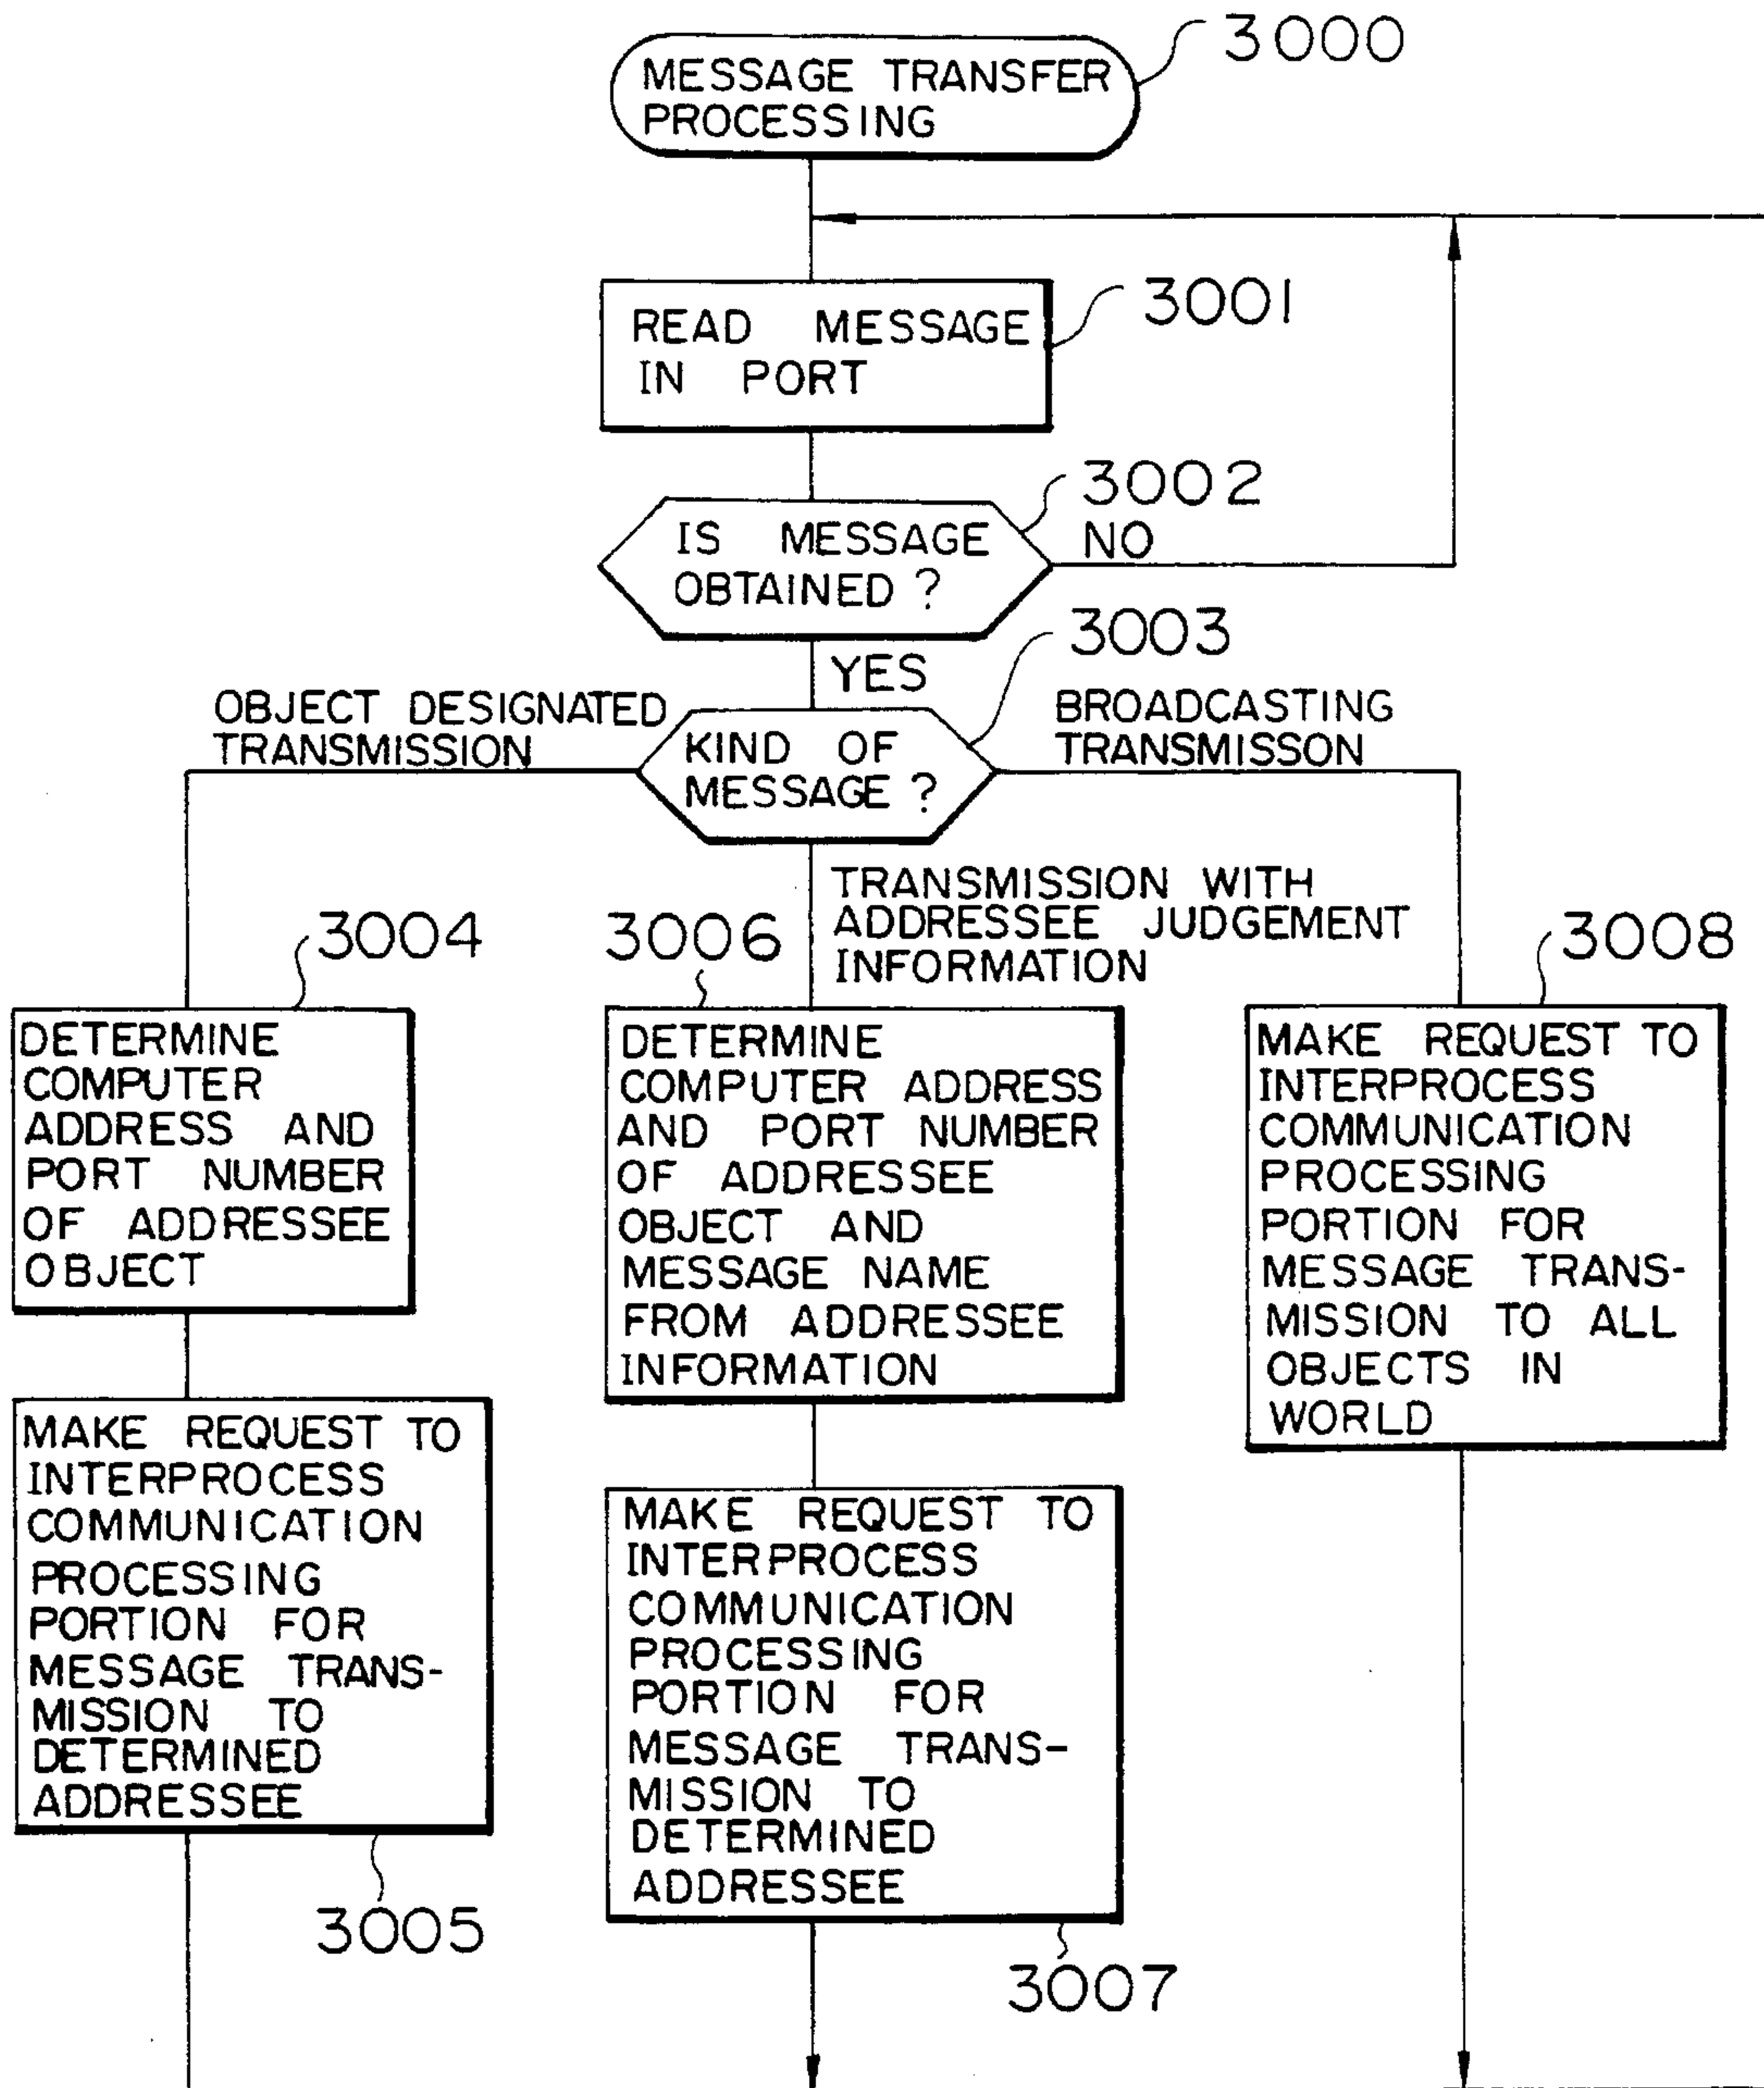 3000
MESSAGE TRANSFER
PROCESSING
3001
READ MESSAGE
IN PORT
3002
IS MESSAGE
OBTAINED ?
NO
3003
YES
OBJECT DESIGNATED
TRANSMISSION
KIND OF
MESSAGE ?
BROADCASTING
TRANSMISSON
TRANSMISSION WITH
ADDRESSEE JUDGEMENT
INFORMATION
3004
DETERMINE
COMPUTER
ADDRESS AND
PORT NUMBER
OF ADDRESSEE
OBJECT
MAKE REQUEST TO
INTERPROCESS
COMMUNICATION
PROCESSING
PORTION FOR
MESSAGE TRANS-
MISSION TO
DETERMINED
ADDRESSEE
3005
3006
DETERMINE
COMPUTER ADDRESS
AND PORT NUMBER
OF ADDRESSEE
OBJECT AND
MESSAGE NAME
FROM ADDRESSEE
INFORMATION
MAKE REQUEST TO
INTERPROCESS
COMMUNICATION
PROCESSING
PORTION FOR
MESSAGE TRANS-
MISSION TO
DETERMINED
ADDRESSEE
3007
3008
MAKE REQUEST TO
INTERPROCESS
COMMUNICATION
PROCESSING
PORTION FOR
MESSAGE TRANS-
MISSION TO ALL
OBJECTS IN
WORLD